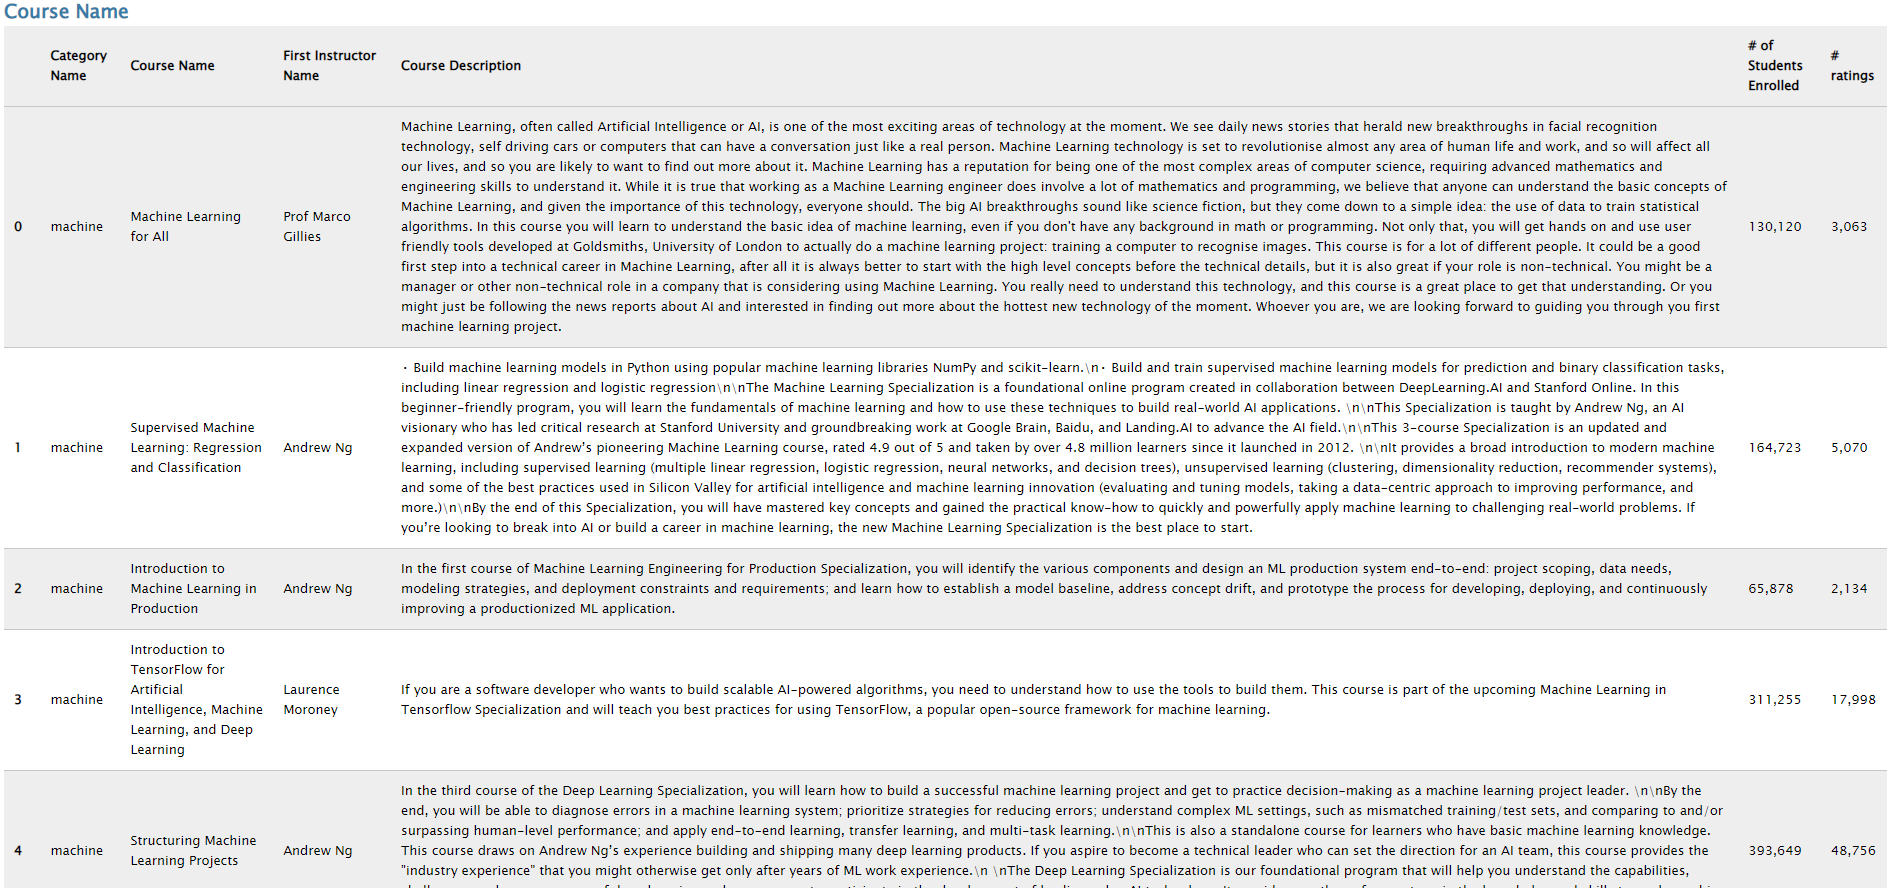 Course Name
Category Name
Course Name
First Instructor Name
Course Description
# of Students Enrolled
# ratings
0
machine
Machine Learning
for All
Prof Marco
Gillies
Machine Learning, often called Artificial Intelligence or AI, is one of the most exciting areas of technology at the moment. We see daily news stories that herald new breakthroughs in facial recognition
technology, self driving cars or computers that can have a conversation just like a real person. Machine Learning technology is set to revolutionise almost any area of human life and work, and so will affect all
our lives, and so you are likely to want to find out more about it. Machine Learning has a reputation for being one of the most complex areas of computer science, requiring advanced mathematics and
engineering skills to understand it. While it is true that working as a Machine Learning engineer does involve a lot of mathematics and programming, we believe that anyone can understand the basic concepts of
Machine Learning, and given the importance of this technology, everyone should. The big AI breakthroughs sound like science fiction, but they come down to a simple idea: the use of data to train statistical
algorithms. In this course you will learn to understand the basic idea of machine learning, even if you don't have any background in math or programming. Not only that, you will get hands on and use user
friendly tools developed at Goldsmiths, University of London to actually do a machine learning project: training a computer to recognise images. This course is for a lot of different people. It could be a good
first step into a technical career in Machine Learning, after all it is always better to start with the high level concepts before the technical details, but it is also great if your role is non-technical. You might be a
manager or other non-technical role in a company that is considering using Machine Learning. You really need to understand this technology, and this course is a great place to get that understanding. Or you
might just be following the news reports about AI and interested in finding out more about the hottest new technology of the moment. Whoever you are, we are looking forward to guiding you through you first
machine learning project.
130,120
3,063
1
machine
Supervised Machine
Learning: Regression
and Classification
Andrew Ng
· Build machine learning models in Python using popular machine learning libraries NumPy and scikit-learn.\n· Build and train supervised machine learning models for prediction and binary classification tasks,
including linear regression and logistic regression\n\nThe Machine Learning Specialization is a foundational online program created in collaboration between DeepLearning.AI and Stanford Online. In this
beginner-friendly program, you will learn the fundamentals of machine learning and how to use these techniques to build real-world AI applications. \n\nThis Specialization is taught by Andrew Ng, an AI
visionary who has led critical research at Stanford University and groundbreaking work at Google Brain, Baidu, and Landing.AI to advance the AI field.\n\nThis 3-course Specialization is an updated and
expanded version of Andrew's pioneering Machine Learning course, rated 4.9 out of 5 and taken by over 4.8 million learners since it launched in 2012. \n\nIt provides a broad introduction to modern machine
learning, including supervised learning (multiple linear regression, logistic regression, neural networks, and decision trees), unsupervised learning (clustering, dimensionality reduction, recommender systems),
and some of the best practices used in Silicon Valley for artificial intelligence and machine learning innovation (evaluating and tuning models, taking a data-centric approach to improving performance, and
more.)\n\nBy the end of this Specialization, you will have mastered key concepts and gained the practical know-how to quickly and powerfully apply machine learning to challenging real-world problems. If
you're looking to break into AI or build a career in machine learning, the new Machine Learning Specialization is the best place to start.
164,723
5,070
2
machine
Introduction to
Machine Learning in
Production
Andrew Ng
In the first course of Machine Learning Engineering for Production Specialization, you will identify the various components and design an ML production system end-to-end: project scoping, data needs,
modeling strategies, and deployment constraints and requirements; and learn how to establish a model baseline, address concept drift, and prototype the process for developing, deploying, and continuously
improving a productionized ML application.
65,878
2,134
3
machine
Introduction to
TensorFlow for
Artificial
Intelligence, Machine
Learning, and Deep
Learning
Laurence
Moroney
If you are a software developer who wants to build scalable AI-powered algorithms, you need to understand how to use the tools to build them. This course is part of the upcoming Machine Learning in
Tensorflow Specialization and will teach you best practices for using TensorFlow, a popular open-source framework for machine learning.
311,255
17,998
4
machine
Structuring Machine
Learning Projects
Andrew Ng
In the third course of the Deep Learning Specialization, you will learn how to build a successful machine learning project and get to practice decision-making as a machine learning project leader. \n\nBy the
end, you will be able to diagnose errors in a machine learning system; prioritize strategies for reducing errors; understand complex ML settings, such as mismatched training/test sets, and comparing to and/or
surpassing human-level performance; and apply end-to-end learning, transfer learning, and multi-task learning.\n\nThis is also a standalone course for learners who have basic machine learning knowledge.
This course draws on Andrew Ng's experience building and shipping many deep learning products. If you aspire to become a technical leader who can set the direction for an AI team, this course provides the
"industry experience" that you might otherwise get only after years of ML work experience.\n \nThe Deep Learning Specialization is our foundational program that will help you understand the capabilities,
393,649
48,756